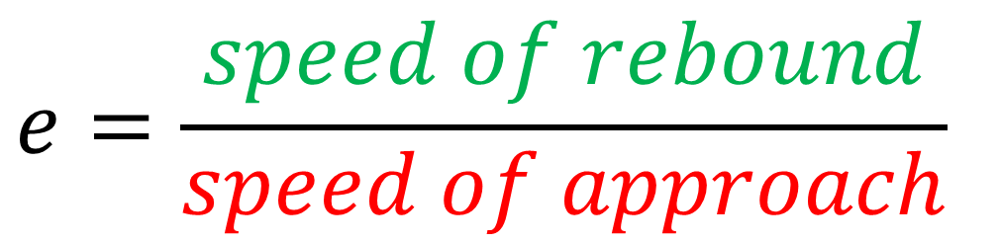 speed of rebound
e =
speed of approach